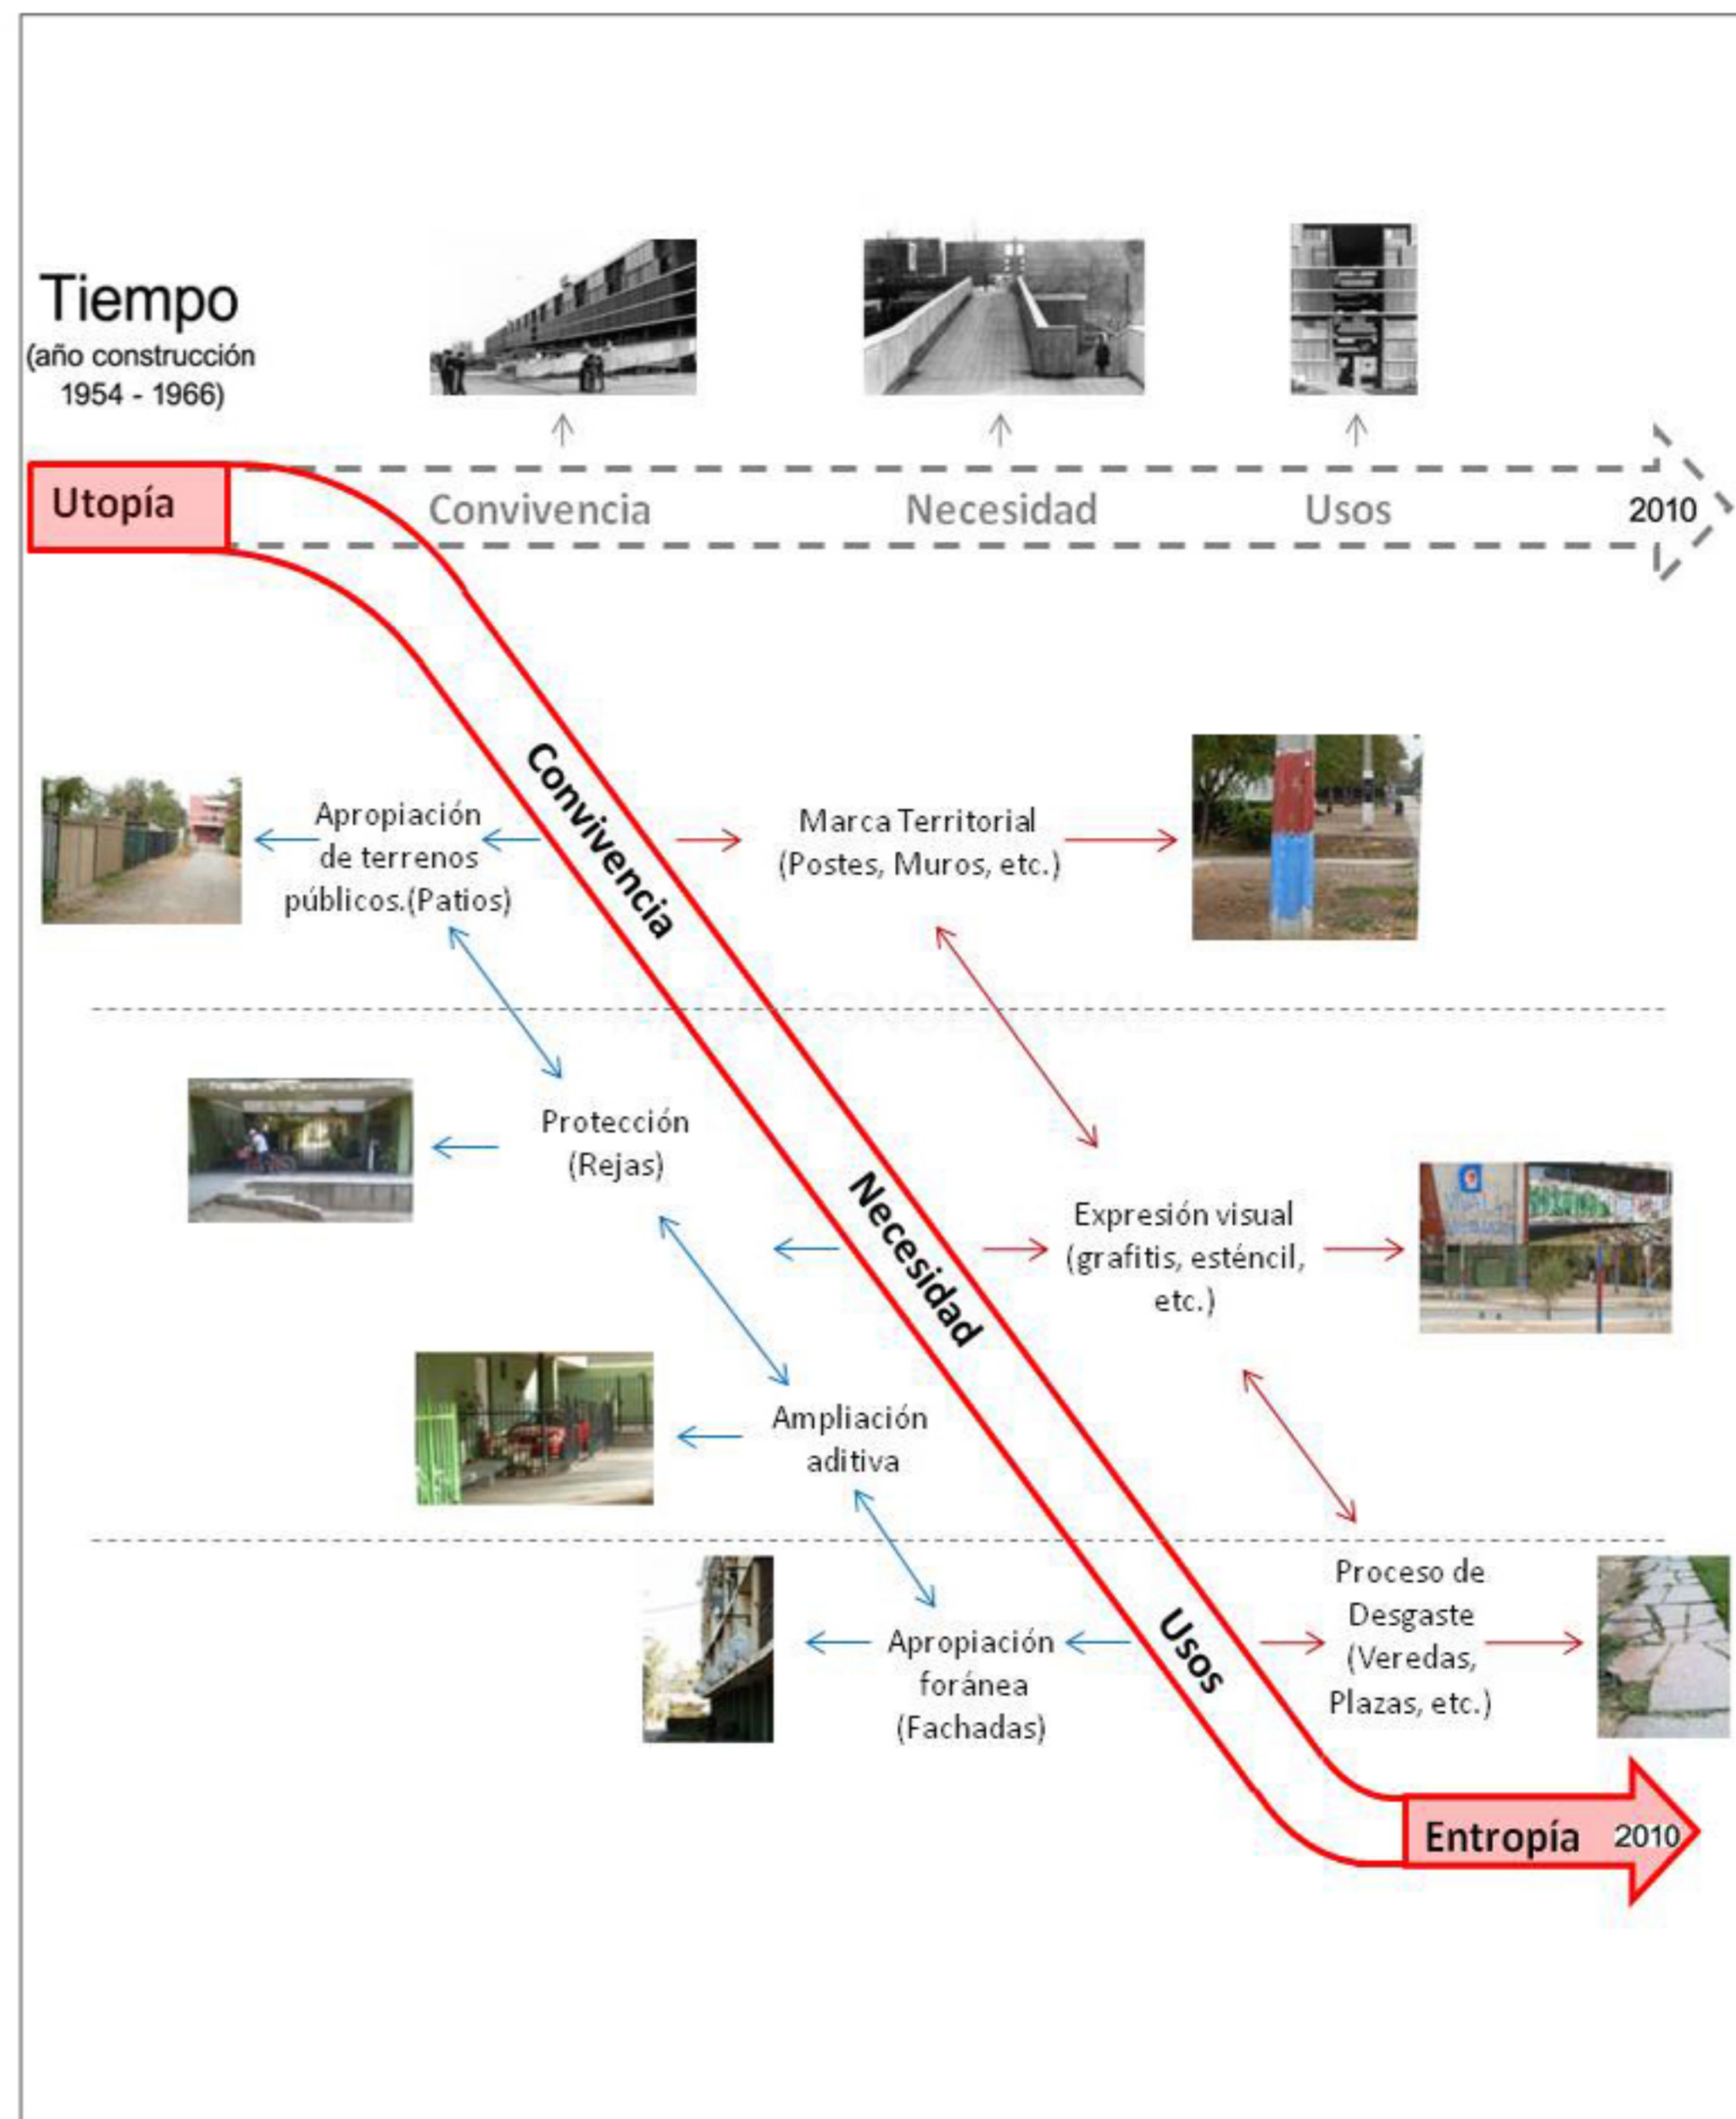 Tiempo
(año construcción
1954 - 1966)
Utopía
Convivencia
Necesidad
Usos
2010
Convivencia
Apropiación
de terrenos
públicos.(Patios)
Marca Territorial
(Postes, Muros, etc.)
Protección
(Rejas)
Necesidad
Expresión visual
(grafitis, esténcil,
etc.)
Ampliación
aditiva
Usos
Apropiación
foránea
(Fachadas)
Proceso de
Desgaste
(Veredas,
Plazas, etc.)
Entropía
2010